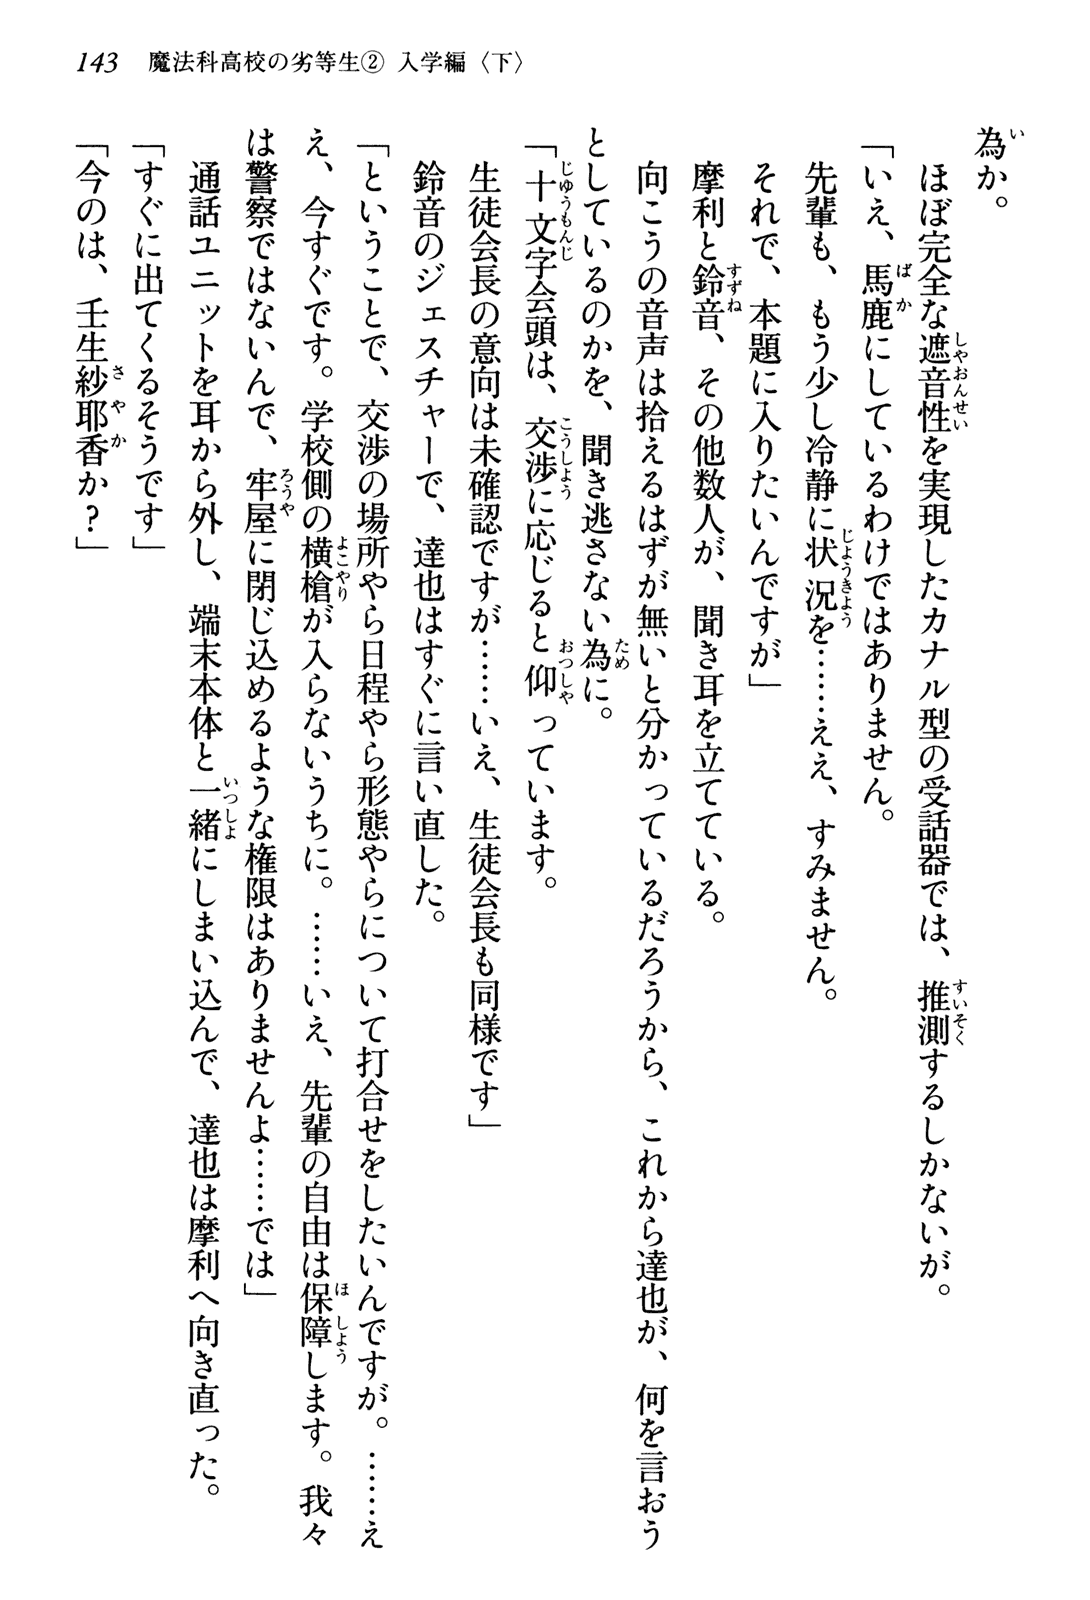 143　魔法科高校の劣等生② 入学編〈下〉
為か。
　ほぼ完全な遮音性を実現したカナル型の受話器では、推測するしかないが。
「いえ、馬鹿にしているわけではありません。
　先輩も、もう少し冷静に状況を……ええ、すみません。
　それで、本題に入りたいんですが」
　摩利と鈴音、その他数人が、聞き耳を立てている。
　向こうの音声は拾えるはずが無いと分かっているだろうから、これから達也が、何を言おう
としているのかを、聞き逃さない為に。
「十文字会頭は、交渉に応じると仰っています。
　生徒会長の意向は未確認ですが……いえ、生徒会長も同様です」
　鈴音のジェスチャーで、達也はすぐに言い直した。
「ということで、交渉の場所やら日程やら形態やらについて打合せをしたいんですが。……え
え、今すぐです。学校側の横槍が入らないうちに。……いえ、先輩の自由は保障します。我々
は警察ではないんで、牢屋に閉じ込めるような権限はありませんよ……では」
　通話ユニットを耳から外し、端末本体と一緒にしまい込んで、達也は摩利へ向き直った。
「すぐに出てくるそうです」
「今のは、壬生紗耶香か？」